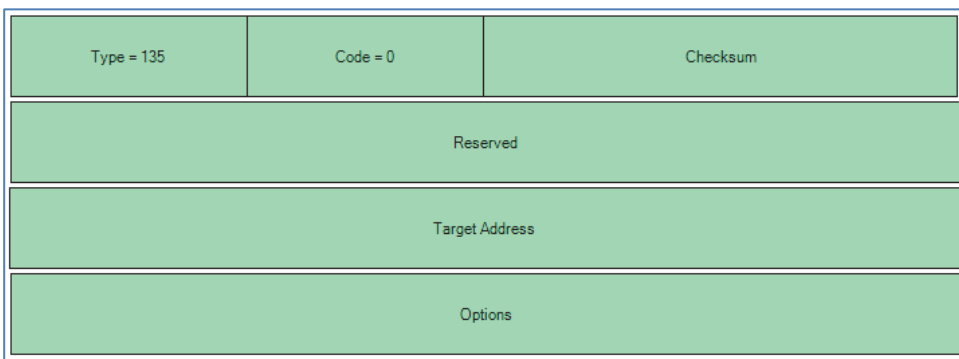 Type = 135 Code = 0 Checksum
Reserved
Target Address
Options